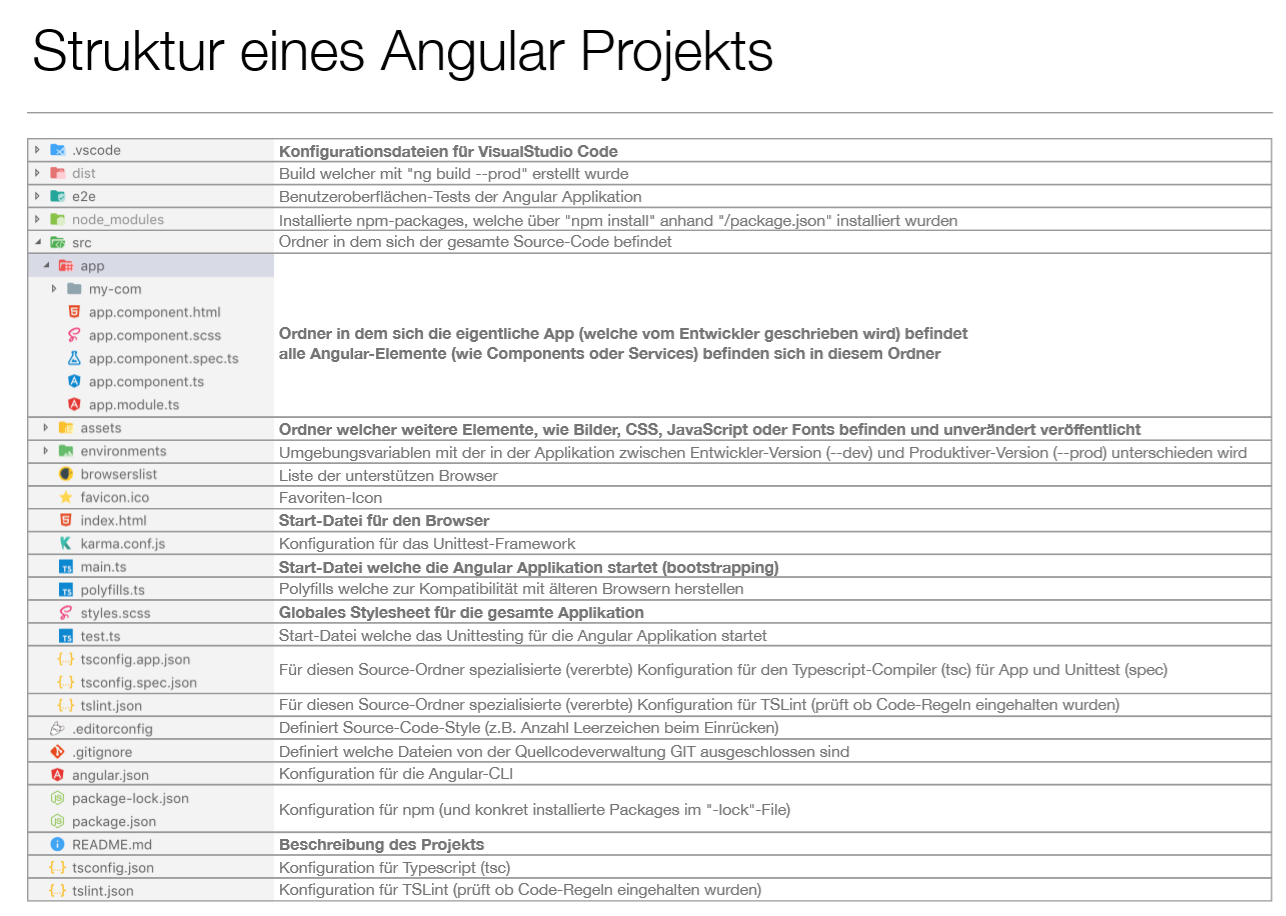 Struktur eines Angular Projekts
.vscode Konfigurationsdateien für VisualStudio Code
dist Build welcher mit "ng build --prod" erstellt wurde
e2e Benutzeroberflächen-Tests der Angular Applikation
node_modules Installierte npm-packages, welche über "npm install" anhand "/package.json" installiert wurden
src Ordner in dem sich der gesamte Source-Code befindet
app
my-com
app.component.html
app.component.scss
app.component.spec.ts
app.component.ts
app.module.ts
Ordner in dem sich die eigentliche App (welche vom Entwickler geschrieben wird) befindet
alle Angular-Elemente (wie Components oder Services) befinden sich in diesem Ordner
assets Ordner welcher weitere Elemente, wie Bilder, CSS, JavaScript oder Fonts befinden und unverändert veröffentlicht
environments Umgebungsvariablen mit der in der Applikation zwischen Entwickler-Version (--dev) und Produktiver-Version (--prod) unterschieden wird
browserslist Liste der unterstützen Browser
favicon.ico Favoriten-Icon
index.html Start-Datei für den Browser
karma.conf.js Konfiguration für das Unittest-Framework
TS main.ts Start-Datei welche die Angular Applikation startet (bootstrapping)
TS polyfills.ts Polyfills welche zur Kompatibilität mit älteren Browsern herstellen
styles.scss Globales Stylesheet für die gesamte Applikation
TS test.ts Start-Datei welche das Unittesting für die Angular Applikation startet
tsconfig.app.json
tsconfig.spec.json
Für diesen Source-Ordner spezialisierte (vererbte) Konfiguration für den Typescript-Compiler (tsc) für App und Unittest (spec)
tslint.json Für diesen Source-Ordner spezialisierte (vererbte) Konfiguration für TSLint (prüft ob Code-Regeln eingehalten wurden)
.editorconfig Definiert Source-Code-Style (z.B. Anzahl Leerzeichen beim Einrücken)
.gitignore Definiert welche Dateien von der Quellcodeverwaltung GIT ausgeschlossen sind
angular.json Konfiguration für die Angular-CLI
package-lock.json
package.json
Konfiguration für npm (und konkret installierte Packages im "-lock"-File)
README.md Beschreibung des Projekts
tsconfig.json Konfiguration für Typescript (tsc)
tslint.json Konfiguration für TSLint (prüft ob Code-Regeln eingehalten wurden)